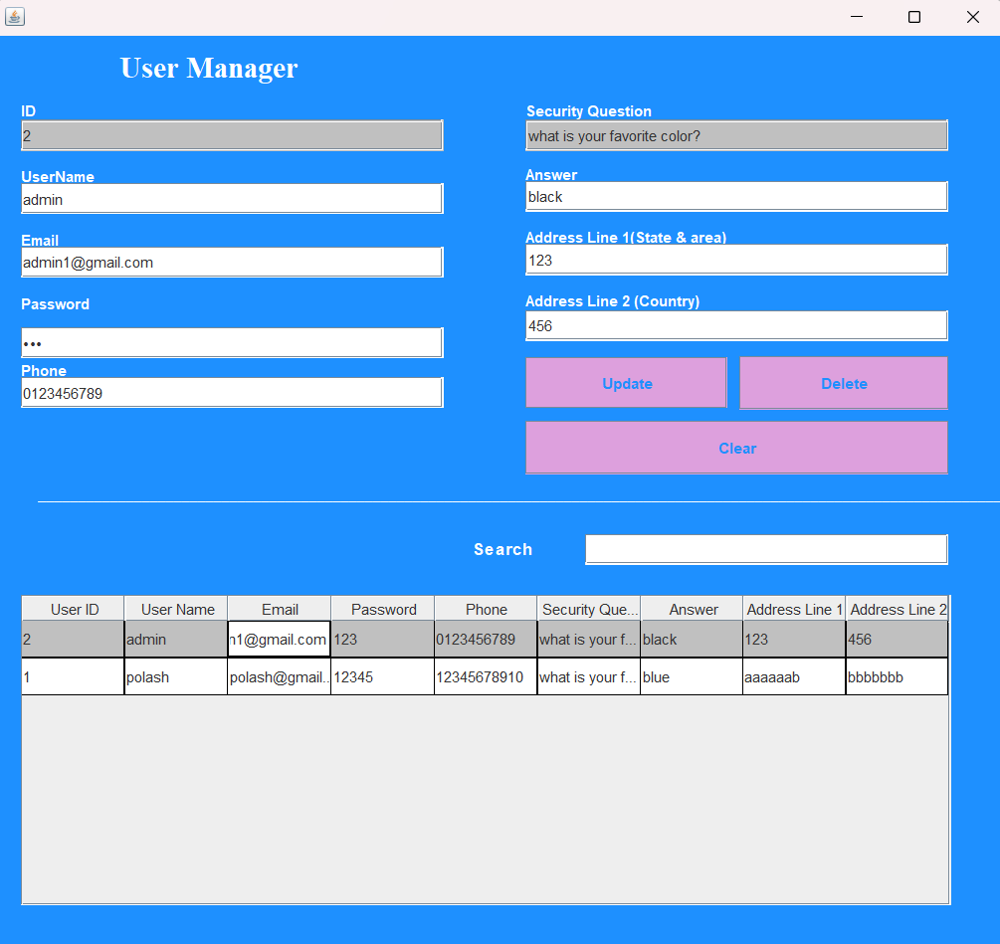 User Manager
ID
2
UserName
admin
Email
admin1@gmail.com
Password
•••
Phone
0123456789
Security Question
what is your favorite color?
Answer
black
Address Line 1(State & area)
123
Address Line 2 (Country)
456
Update Delete
Clear
Search
User ID User Name Email Password Phone Security Que... Answer Address Line 1 Address Line 2
2 admin n1@gmail.com 123 0123456789 what is your f... black 123 456
1 polash polash@gmail... 12345 12345678910 what is your f... blue aaaaaab bbbbbbb